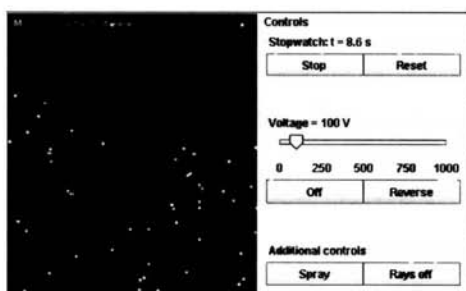 Controls
Stopwatch: t = 8.6 s
Stop Reset
Voltage = 100 V
0 250 500 750 1000
Off Reverse
Additional controls
Spray Rays off